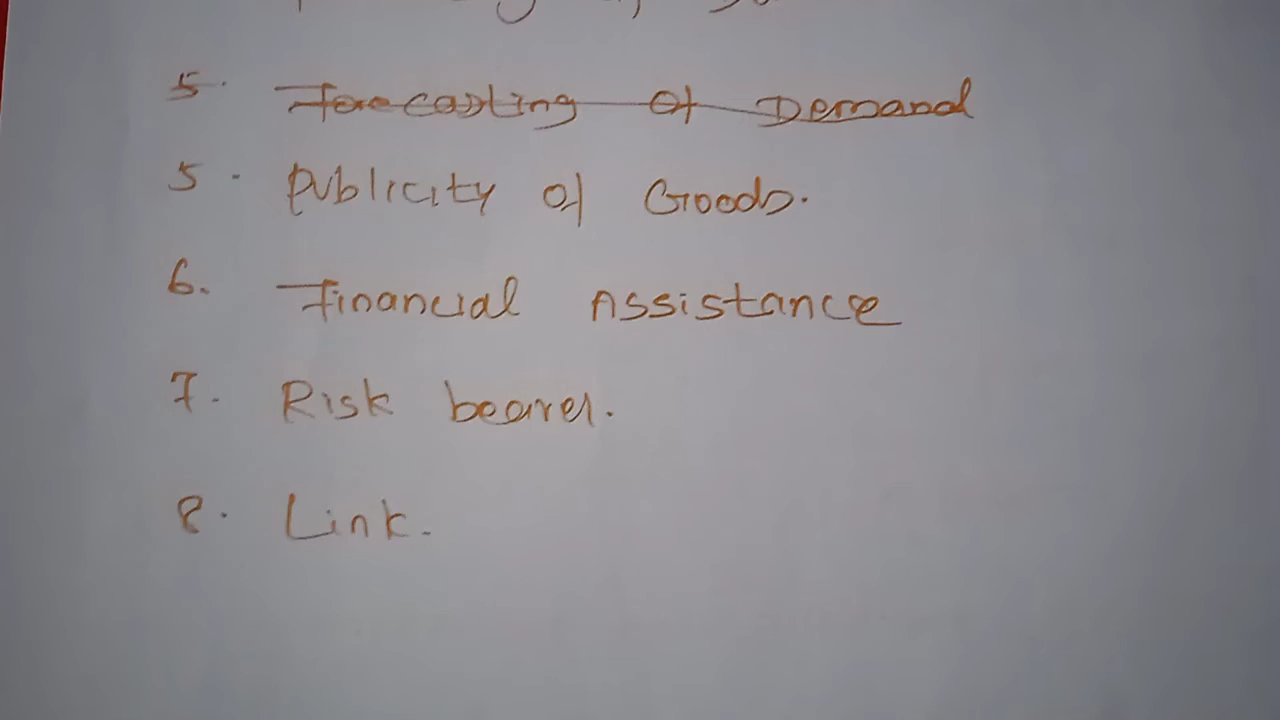 5. Forecasting of Demand
5. Publicity of Goods.
6. Financial Assistance
7. Risk bearer.
8. Link.